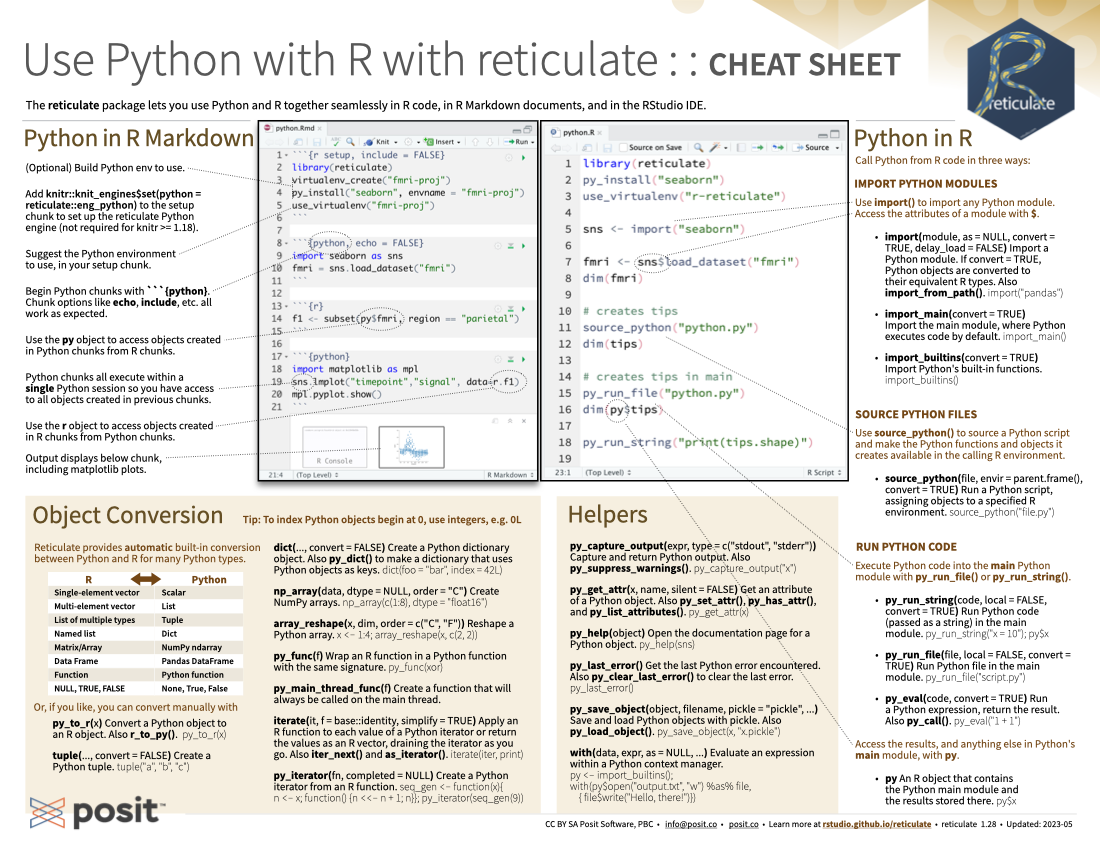 Use Python with R with reticulate : : CHEAT SHEET
reticulate
The reticulate package lets you use Python and R together seamlessly in R code, in R Markdown documents, and in the RStudio IDE.
Python in R Markdown
(Optional) Build Python env to use.
Add knitr::knit_engines$set(python =
reticulate::eng_python) to the setup
chunk to set up the reticulate Python
engine (not required for knitr >= 1.18).
Suggest the Python environment
to use, in your setup chunk.
Begin Python chunks with ```{python}.
Chunk options like echo, include, etc. all
work as expected.
Use the py object to access objects created
in Python chunks from R chunks.
Python chunks all execute within a
single Python session so you have access
to all objects created in previous chunks.
Use the r object to access objects created
in R chunks from Python chunks.
Output displays below chunk,
including matplotlib plots.
python.Rmd
Knit Insert Run
1 ```{r setup, include = FALSE}
2 library(reticulate)
3 virtualenv_create("fmri-proj")
4 py_install("seaborn", envname = "fmri-proj")
5 use_virtualenv("fmri-proj")
6 ```
7
8 ```{python, echo = FALSE}
9 import seaborn as sns
10 fmri = sns.load_dataset("fmri")
11 ```
12
13 ```{r}
14 f1 <- subset(py$fmri, region == "parietal")
15 ```
16
17 ```{python}
18 import matplotlib as mpl
19 sns.lmplot("timepoint","signal", data=r.f1)
20 mpl.pyplot.show()
21 ```
R Console
21:4 (Top Level) R Markdown
python.R
Source on Save Source
1 library(reticulate)
2 py_install("seaborn")
3 use_virtualenv("r-reticulate")
4
5 sns <- import("seaborn")
6
7 fmri <- sns$load_dataset("fmri")
8 dim(fmri)
9
10 # creates tips
11 source_python("python.py")
12 dim(tips)
13
14 # creates tips in main
15 py_run_file("python.py")
16 dim(py$tips)
17
18 py_run_string("print(tips.shape)")
19
23:1 (Top Level) R Script
Python in R
Call Python from R code in three ways:
IMPORT PYTHON MODULES
Use import() to import any Python module.
Access the attributes of a module with $.
• import(module, as = NULL, convert =
TRUE, delay_load = FALSE) Import a
Python module. If convert = TRUE,
Python objects are converted to
their equivalent R types. Also
import_from_path(). import("pandas")
• import_main(convert = TRUE)
Import the main module, where Python
executes code by default. import_main()
• import_builtins(convert = TRUE)
Import Python's built-in functions.
import_builtins()
SOURCE PYTHON FILES
Use source_python() to source a Python script
and make the Python functions and objects it
creates available in the calling R environment.
• source_python(file, envir = parent.frame(),
convert = TRUE) Run a Python script,
assigning objects to a specified R
environment. source_python("file.py")
RUN PYTHON CODE
Execute Python code into the main Python
module with py_run_file() or py_run_string().
• py_run_string(code, local = FALSE,
convert = TRUE) Run Python code
(passed as a string) in the main
module. py_run_string("x = 10"); py$x
• py_run_file(file, local = FALSE, convert =
TRUE) Run Python file in the main
module. py_run_file("script.py")
• py_eval(code, convert = TRUE) Run
a Python expression, return the result.
Also py_call(). py_eval("1 + 1")
Access the results, and anything else in Python's
main module, with py.
• py An R object that contains
the Python main module and
the results stored there. py$x
Object Conversion
Tip: To index Python objects begin at 0, use integers, e.g. 0L
Reticulate provides automatic built-in conversion
between Python and R for many Python types.
R Python
Single-element vector Scalar
Multi-element vector List
List of multiple types Tuple
Named list Dict
Matrix/Array NumPy ndarray
Data Frame Pandas DataFrame
Function Python function
NULL, TRUE, FALSE None, True, False
Or, if you like, you can convert manually with
py_to_r(x) Convert a Python object to
an R object. Also r_to_py(). py_to_r(x)
tuple(..., convert = FALSE) Create a
Python tuple. tuple("a", "b", "c")
dict(..., convert = FALSE) Create a Python dictionary
object. Also py_dict() to make a dictionary that uses
Python objects as keys. dict(foo = "bar", index = 42L)
np_array(data, dtype = NULL, order = "C") Create
NumPy arrays. np_array(c(1:8), dtype = "float16")
array_reshape(x, dim, order = c("C", "F")) Reshape a
Python array. x <- 1:4; array_reshape(x, c(2, 2))
py_func(f) Wrap an R function in a Python function
with the same signature. py_func(xor)
py_main_thread_func(f) Create a function that will
always be called on the main thread.
iterate(it, f = base::identity, simplify = TRUE) Apply an
R function to each value of a Python iterator or return
the values as an R vector, draining the iterator as you
go. Also iter_next() and as_iterator(). iterate(iter, print)
py_iterator(fn, completed = NULL) Create a Python
iterator from an R function. seq_gen <- function(x){
n <- x; function() {n <<- n + 1; n}}; py_iterator(seq_gen(9))
Helpers
py_capture_output(expr, type = c("stdout", "stderr"))
Capture and return Python output. Also
py_suppress_warnings(). py_capture_output("x")
py_get_attr(x, name, silent = FALSE) Get an attribute
of a Python object. Also py_set_attr(), py_has_attr(),
and py_list_attributes(). py_get_attr(x)
py_help(object) Open the documentation page for a
Python object. py_help(sns)
py_last_error() Get the last Python error encountered.
Also py_clear_last_error() to clear the last error.
py_last_error()
py_save_object(object, filename, pickle = "pickle", ...)
Save and load Python objects with pickle. Also
py_load_object(). py_save_object(x, "x.pickle")
with(data, expr, as = NULL, ...) Evaluate an expression
within a Python context manager.
py <- import_builtins();
with(py$open("output.txt", "w") %as% file,
{ file$write("Hello, there!")})
posit™
CC BY SA Posit Software, PBC • info@posit.co • posit.co • Learn more at rstudio.github.io/reticulate • reticulate 1.28 • Updated: 2023-05